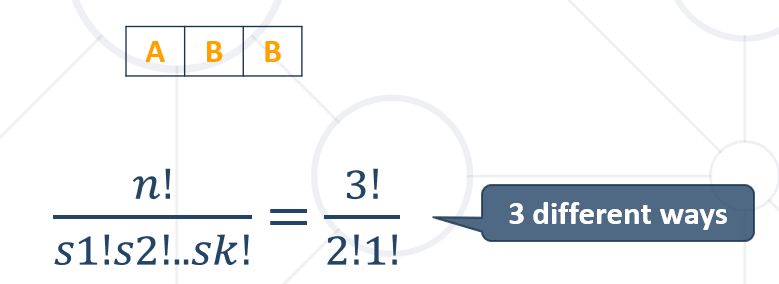 A B B
n! / s1!s2!..sk! = 3! / 2!1!
3 different ways